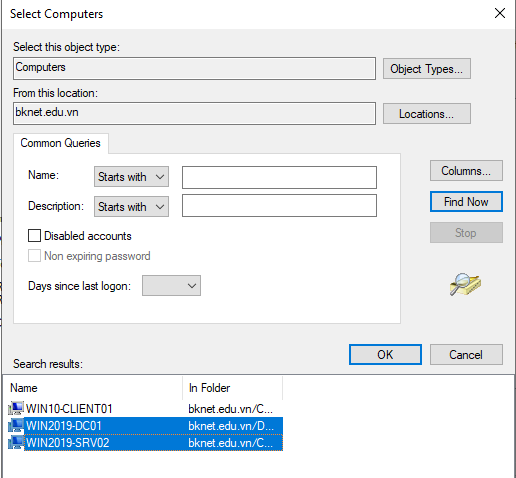 Select Computers
Select this object type:
Computers
Object Types...
From this location:
bknet.edu.vn
Locations...
Common Queries
Name:
Starts with
Description:
Starts with
Disabled accounts
Non expiring password
Days since last logon:
Columns...
Find Now
Stop
OK
Cancel
Search results:
Name In Folder
WIN10-CLIENT01 bknet.edu.vn/C...
WIN2019-DC01 bknet.edu.vn/D...
WIN2019-SRV02 bknet.edu.vn/C...